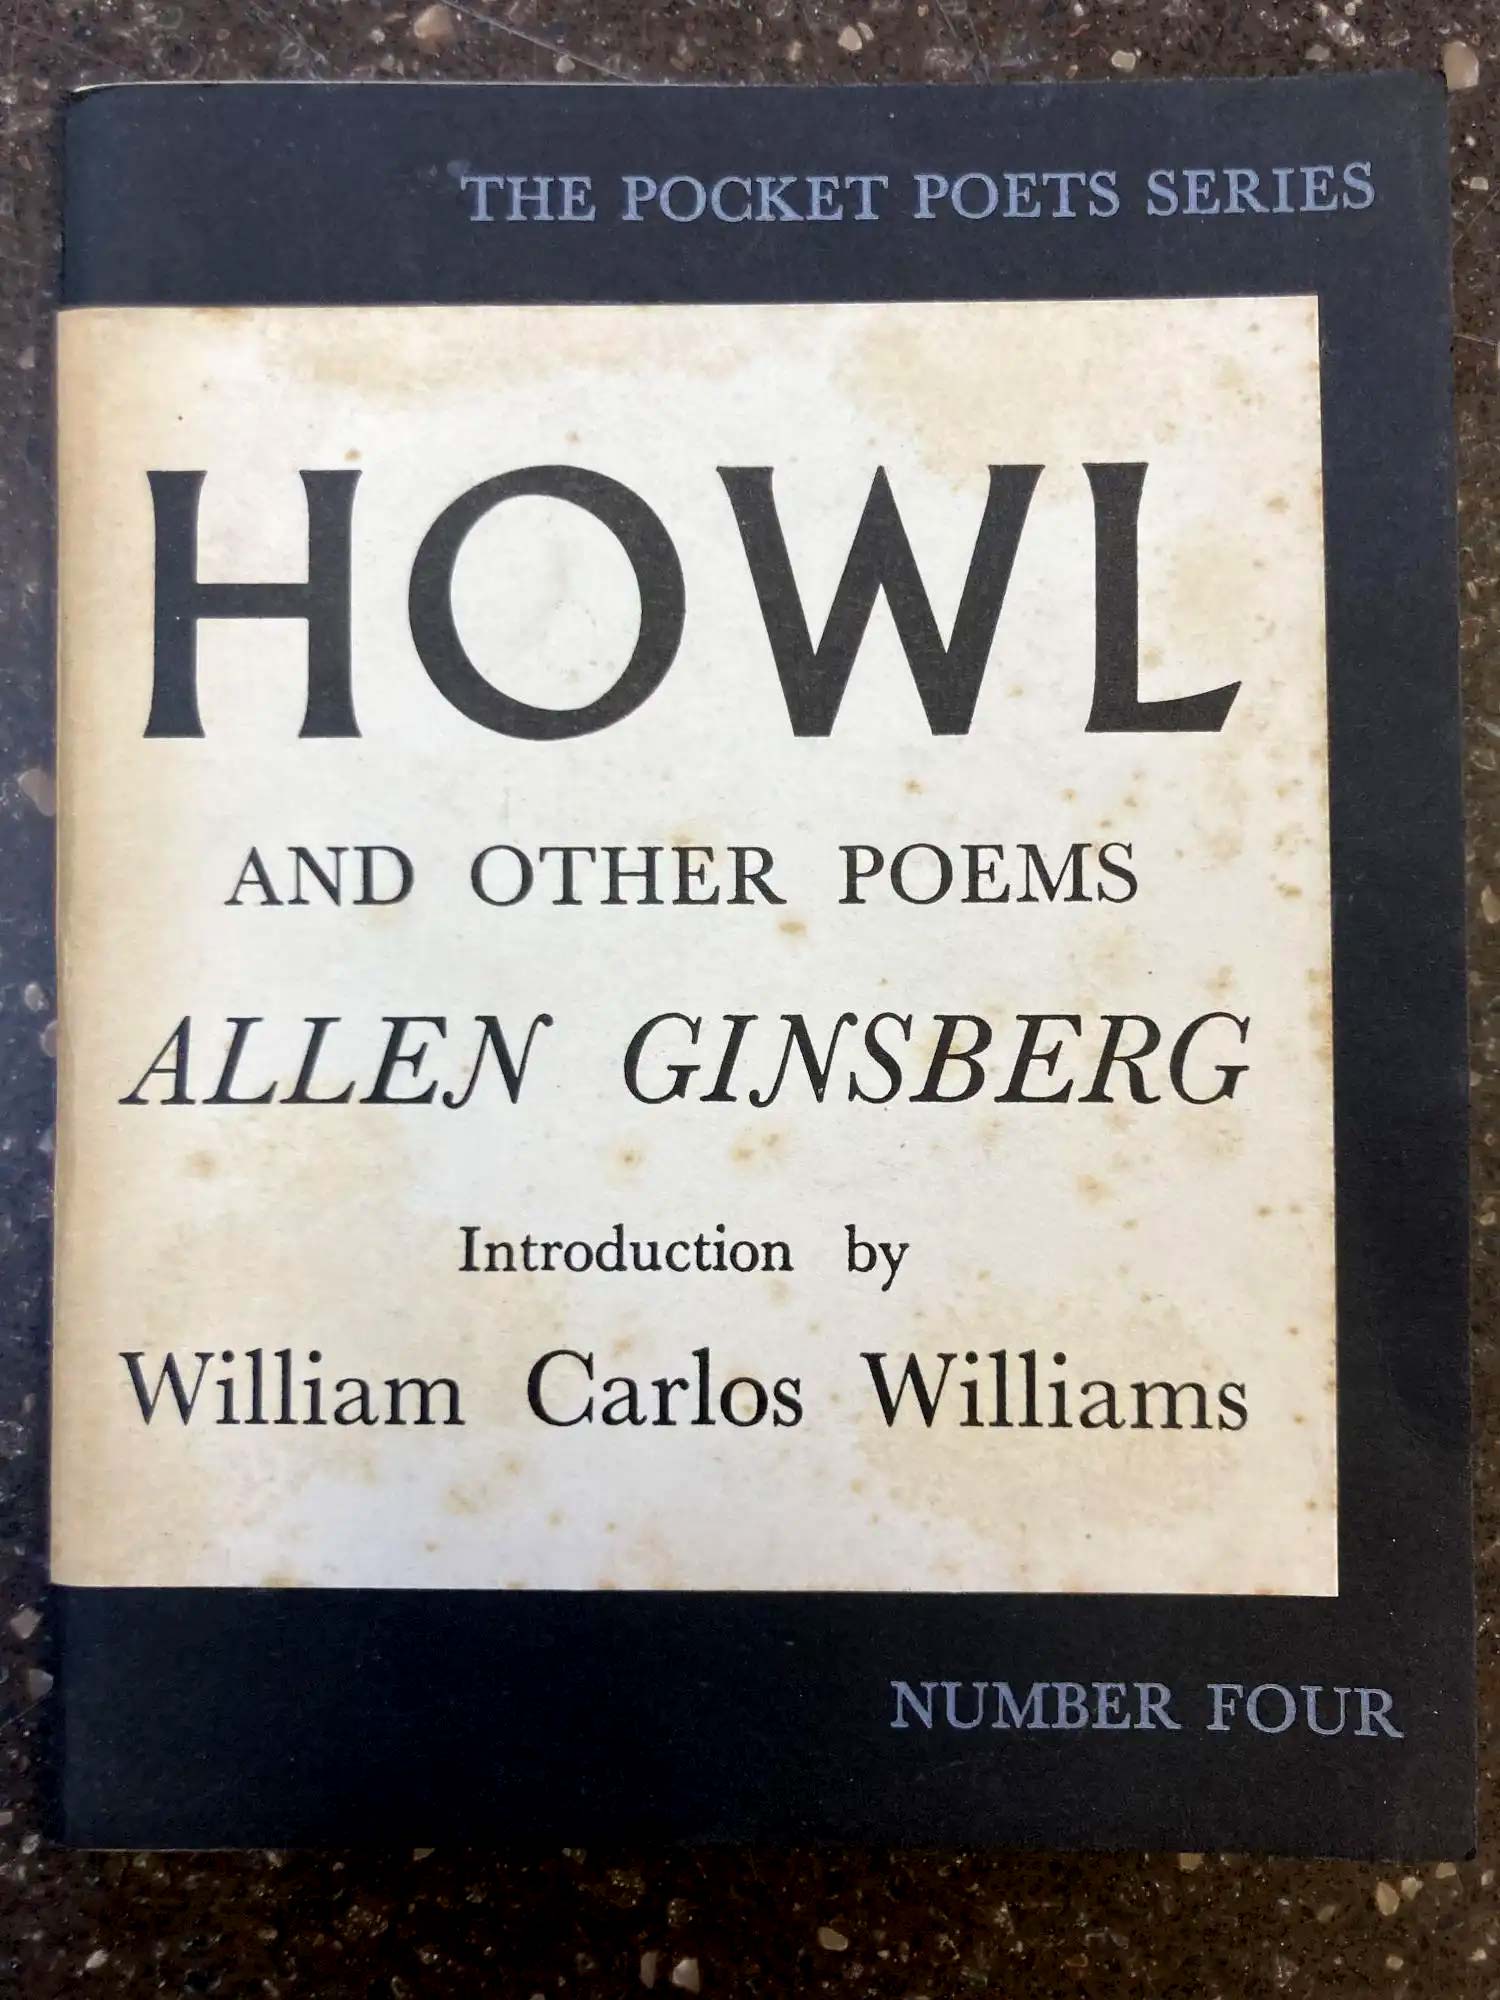 THE POCKET POETS SERIES
HOWL
AND OTHER POEMS
ALLEN GINSBERG
Introduction by
William Carlos Williams
NUMBER FOUR